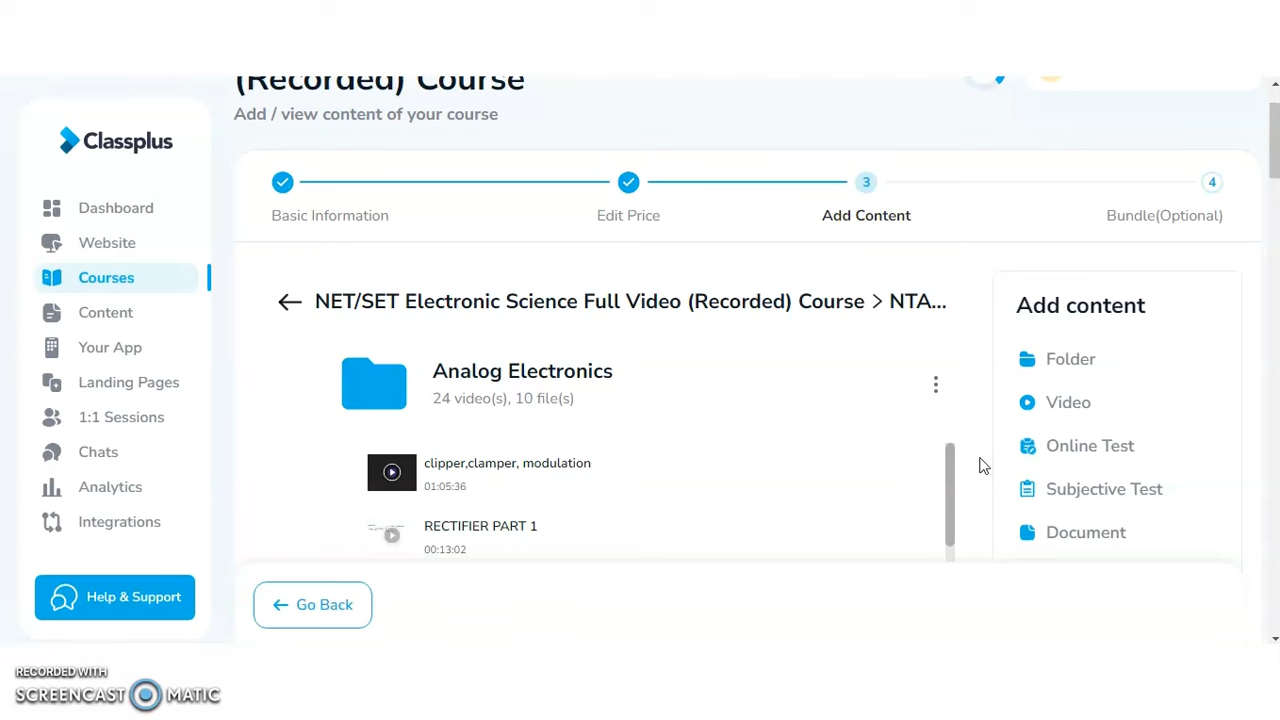 (Recorded) Course
Add / view content of your course
Classplus
Dashboard
Website
Courses
Content
Your App
Landing Pages
1:1 Sessions
Chats
Analytics
Integrations
Help & Support
Basic Information
Edit Price
3
Add Content
4
Bundle(Optional)
NET/SET Electronic Science Full Video (Recorded) Course > NTA...
Analog Electronics
24 video(s), 10 file(s)
clipper,clamper, modulation
01:05:36
RECTIFIER PART 1
00:13:02
Add content
Folder
Video
Online Test
Subjective Test
Document
Go Back
RECORDED WITH
SCREENCAST MATIC